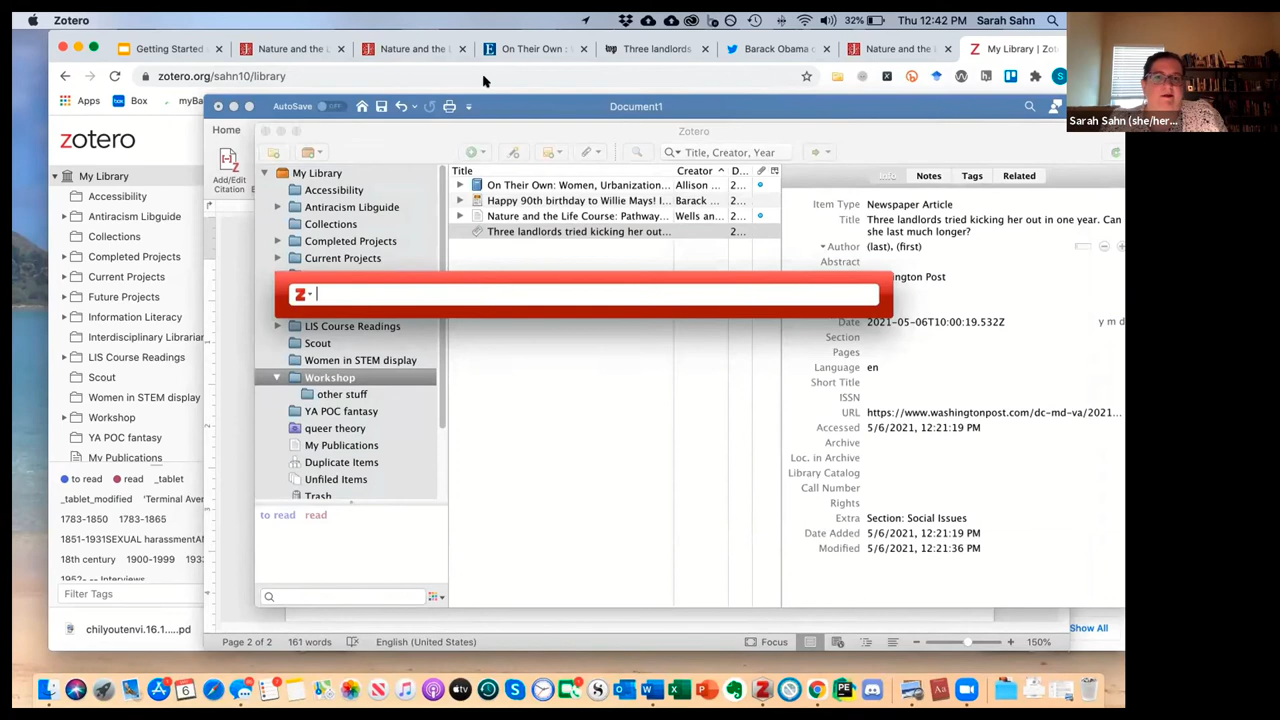 Zotero
32%
Thu 12:42 PM
Sarah Sahn
Getting Started
Nature and the L
Nature and the L
On Their Own :
Three landlords
Barack Obama o
Nature and the L
My Library | Zot
zotero.org/sahn10/library
Apps
Box
myBa
AutoSave
OFF
Document1
Sarah Sahn (she/her...
zotero
Home
Zotero
Add/Edit
Citation
Title, Creator, Year
My Library
Accessibility
Antiracism Libguide
Collections
Completed Projects
Current Projects
Future Projects
Information Literacy
Interdisciplinary Librarian
LIS Course Readings
Scout
Women in STEM display
Workshop
YA POC fantasy
My Publications
to read
read
_tablet
_tablet_modified
'Terminal Aver
1783-1850
1783-1865
1851-1931SEXUAL harassmentA
18th century
1900-1999
193
1952- -- Interviews
Filter Tags
chilyoutenvi.16.1.....pd
My Library
Accessibility
Antiracism Libguide
Collections
Completed Projects
Current Projects
LIS Course Readings
Scout
Women in STEM display
Workshop
other stuff
YA POC fantasy
queer theory
My Publications
Duplicate Items
Unfiled Items
Trash
to read
read
Title
Creator
D...
On Their Own: Women, Urbanization...
Allison ...
2...
Happy 90th birthday to Willie Mays! I...
Barack ...
2...
Nature and the Life Course: Pathway...
Wells an...
2...
Three landlords tried kicking her out...
2...
Z
Info
Notes
Tags
Related
Item Type
Newspaper Article
Title
Three landlords tried kicking her out in one year. Can
she last much longer?
Author
(last), (first)
Abstract
ington Post
Date
2021-05-06T10:00:19.532Z
y m d
Section
Pages
Language
en
Short Title
ISSN
URL
https://www.washingtonpost.com/dc-md-va/2021...
Accessed
5/6/2021, 12:21:19 PM
Archive
Loc. in Archive
Library Catalog
Call Number
Rights
Extra
Section: Social Issues
Date Added
5/6/2021, 12:21:19 PM
Modified
5/6/2021, 12:21:36 PM
Show All
Page 2 of 2
161 words
English (United States)
Focus
150%